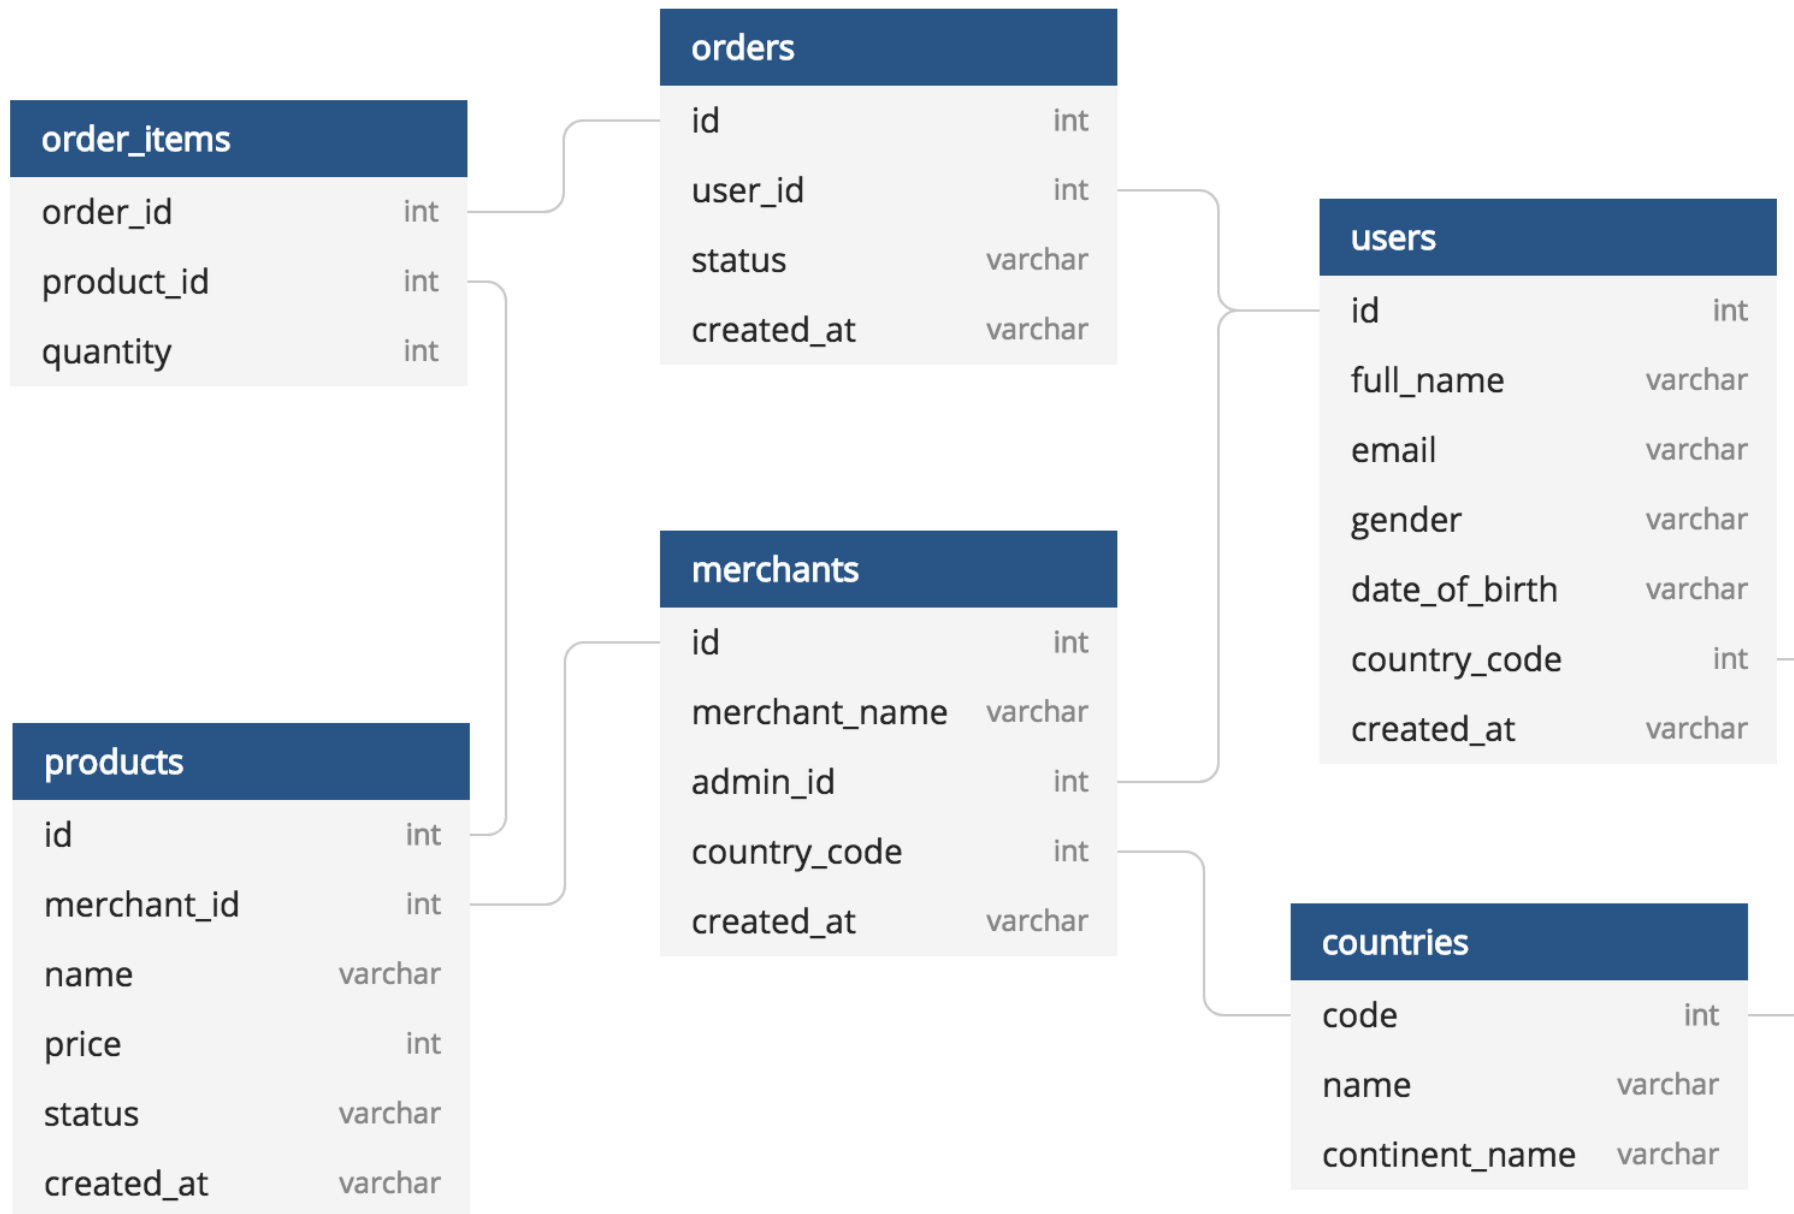 orders
id int
user_id int
status varchar
created_at varchar
order_items
order_id int
product_id int
quantity int
users
id int
full_name varchar
email varchar
gender varchar
date_of_birth varchar
country_code int
created_at varchar
merchants
id int
merchant_name varchar
admin_id int
country_code int
created_at varchar
products
id int
merchant_id int
name varchar
price int
status varchar
created_at varchar
countries
code int
name varchar
continent_name varchar